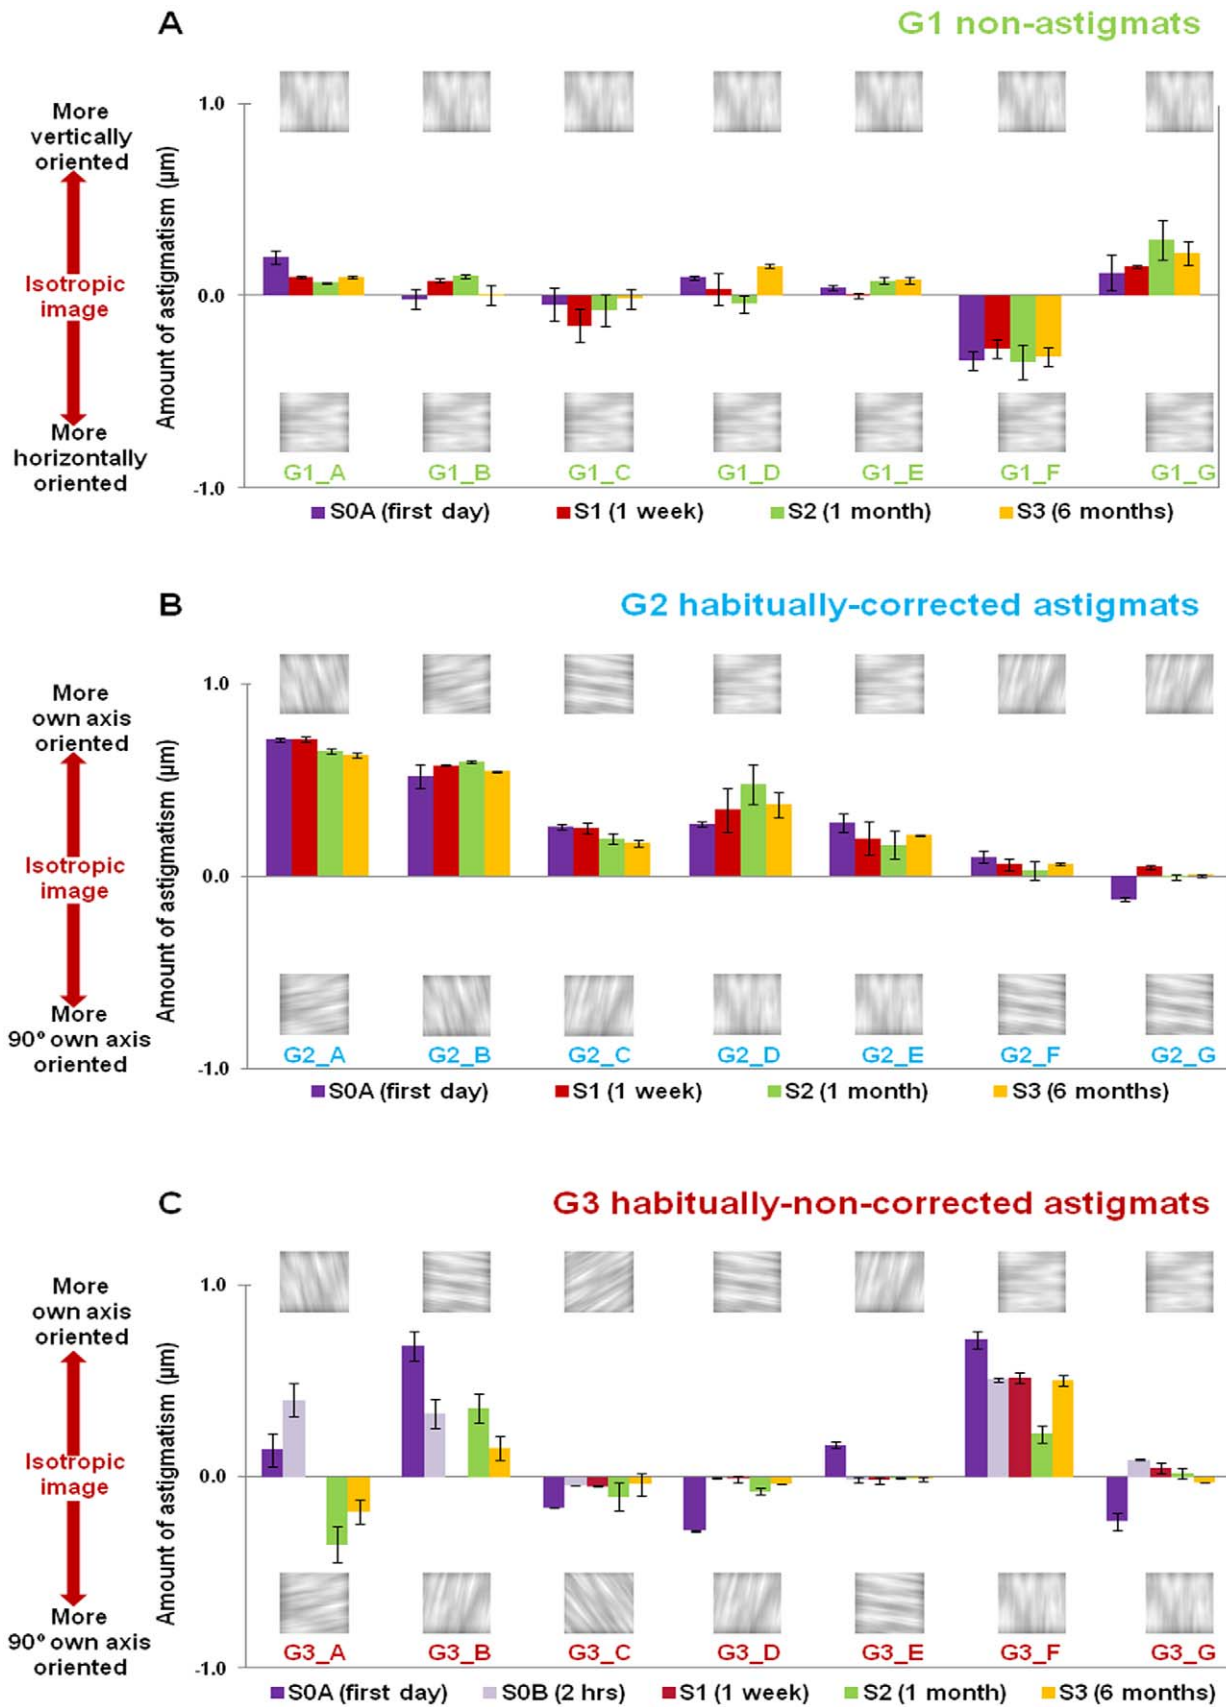 A
G1 non-astigmats
More
vertically
oriented
Isotropic
image
More
horizontally
oriented
Amount of astigmatism (µm)
1.0
0.0
-1.0
G1_A G1_B G1_C G1_D G1_E G1_F G1_G
S0A (first day) S1 (1 week) S2 (1 month) S3 (6 months)
B
G2 habitually-corrected astigmats
More
own axis
oriented
Isotropic
image
More
90º own axis
oriented
Amount of astigmatism (µm)
1.0
0.0
-1.0
G2_A G2_B G2_C G2_D G2_E G2_F G2_G
S0A (first day) S1 (1 week) S2 (1 month) S3 (6 months)
C
G3 habitually-non-corrected astigmats
More
own axis
oriented
Isotropic
image
More
90º own axis
oriented
Amount of astigmatism (µm)
1.0
0.0
-1.0
G3_A G3_B G3_C G3_D G3_E G3_F G3_G
S0A (first day) S0B (2 hrs) S1 (1 week) S2 (1 month) S3 (6 months)